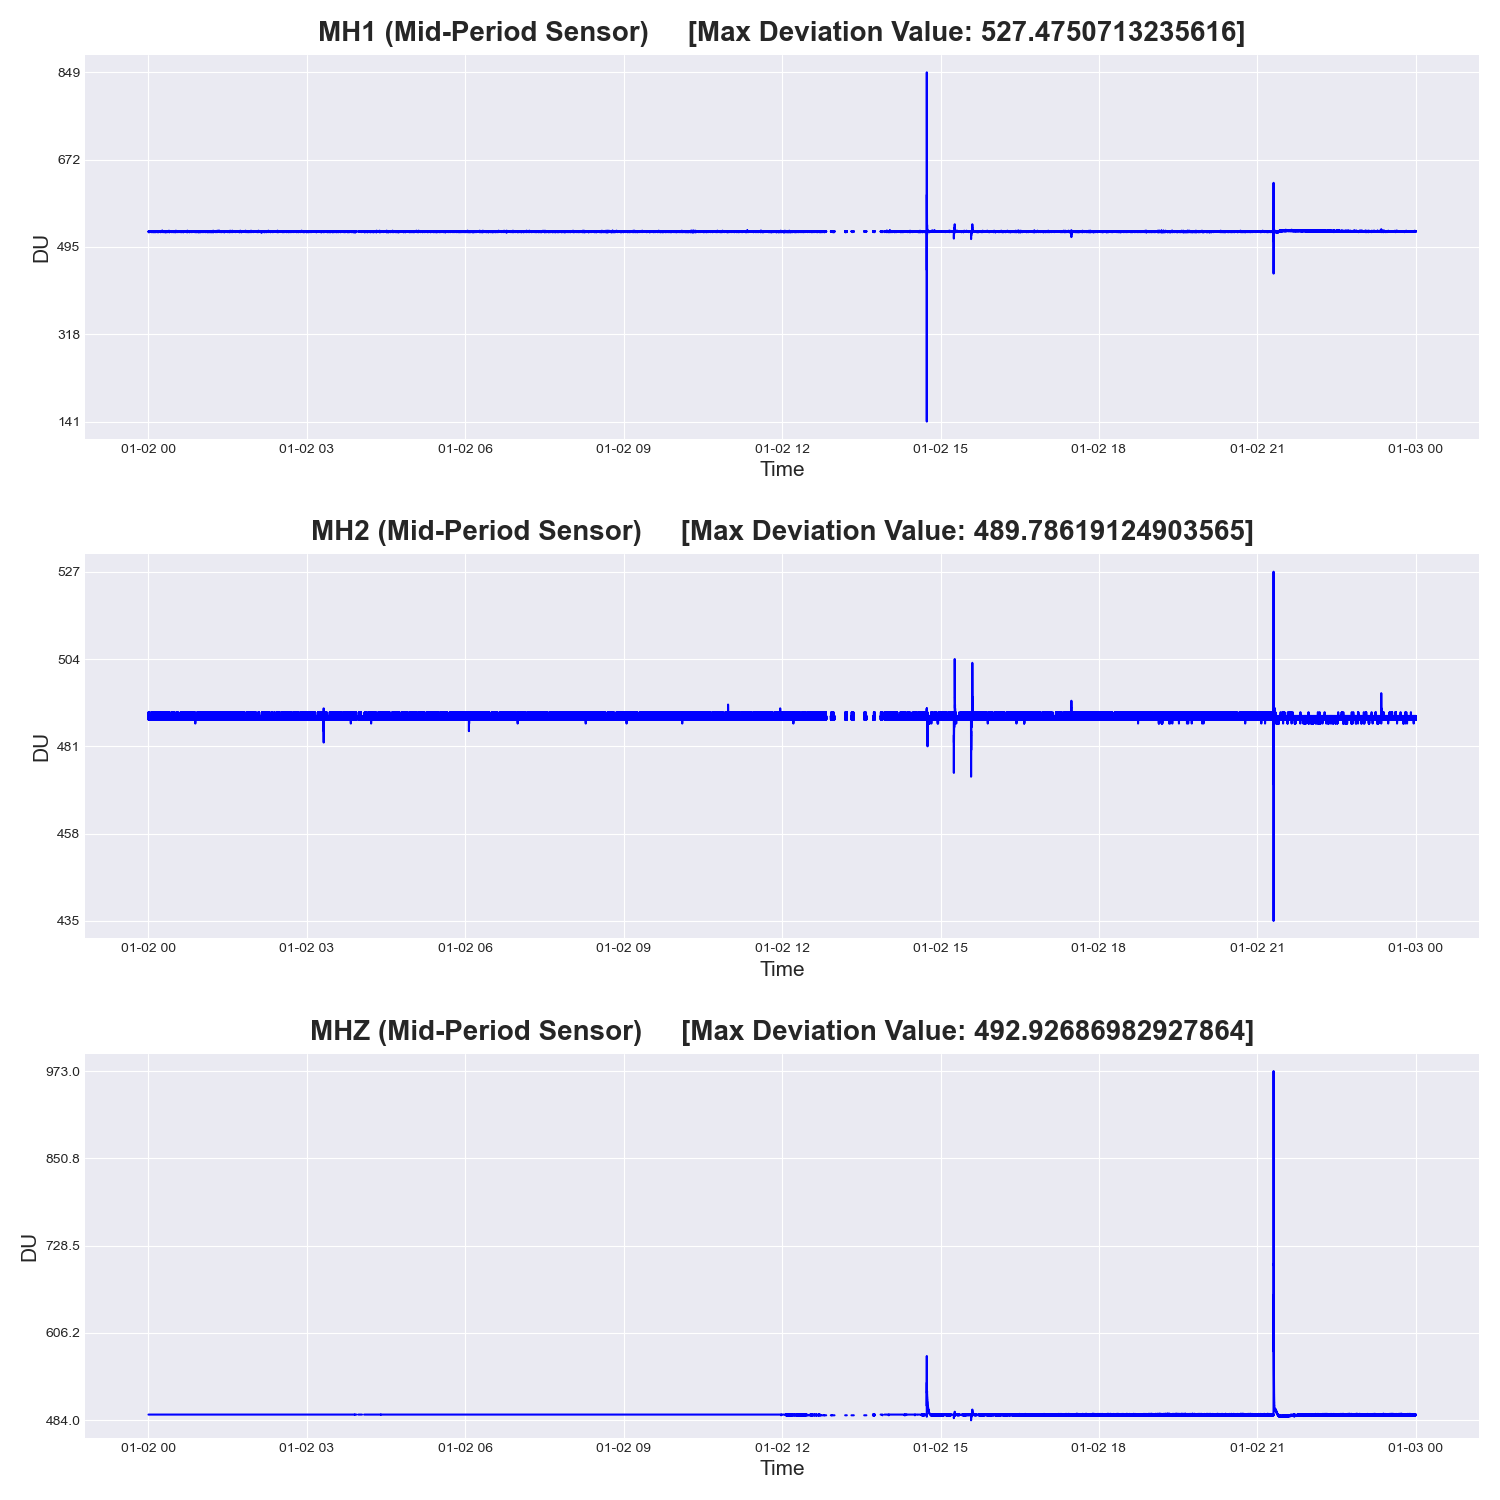 MH1 (Mid-Period Sensor)     [Max Deviation Value: 527.4750713235616]
849
672
495
318
141
DU
01-02 00 01-02 03 01-02 06 01-02 09 01-02 12 01-02 15 01-02 18 01-02 21 01-03 00
Time
MH2 (Mid-Period Sensor)     [Max Deviation Value: 489.78619124903565]
527
504
481
458
435
DU
01-02 00 01-02 03 01-02 06 01-02 09 01-02 12 01-02 15 01-02 18 01-02 21 01-03 00
Time
MHZ (Mid-Period Sensor)     [Max Deviation Value: 492.92686982927864]
973.0
850.8
728.5
606.2
484.0
DU
01-02 00 01-02 03 01-02 06 01-02 09 01-02 12 01-02 15 01-02 18 01-02 21 01-03 00
Time